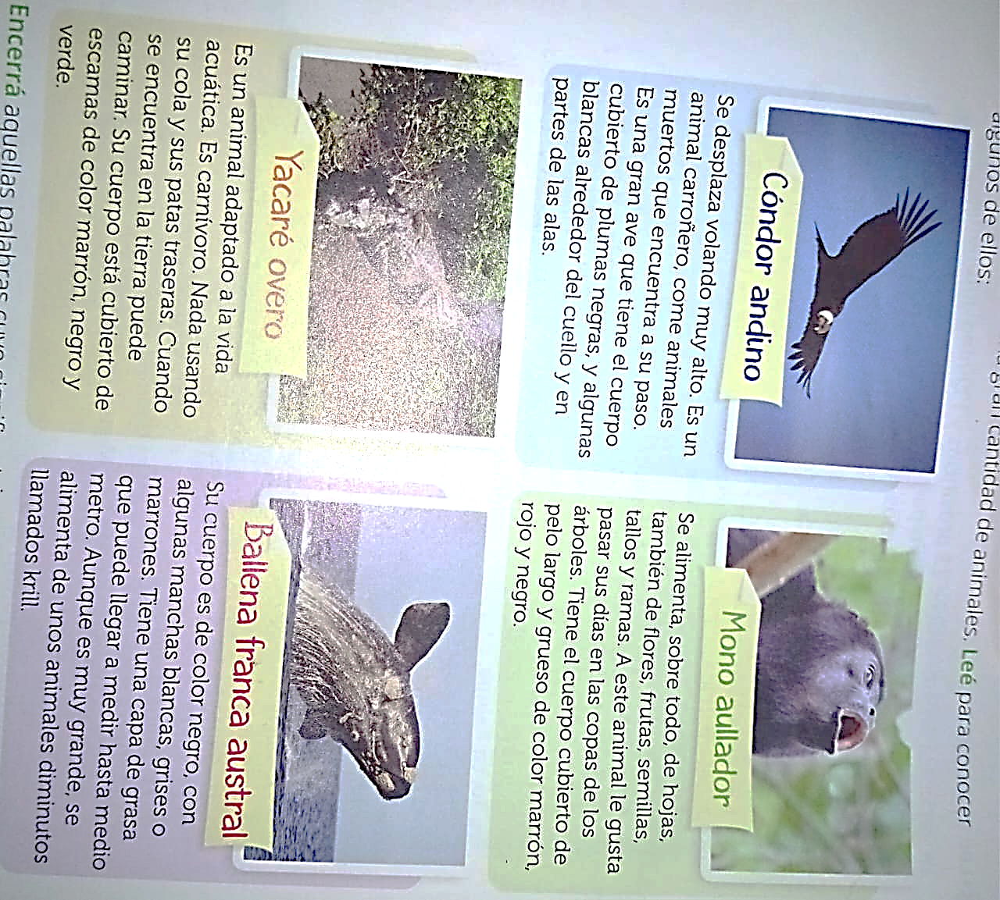 algunos de ellos:
gran cantidad de animales. Leé para conocer
Cóndor andino
Se desplaza volando muy alto. Es un
animal carroñero, come animales
muertos que encuentra a su paso.
Es una gran ave que tiene el cuerpo
cubierto de plumas negras, y algunas
blancas alrededor del cuello y en
partes de las alas.
Mono aullador
Se alimenta, sobre todo, de hojas,
también de flores, frutas, semillas,
tallos y ramas. A este animal le gusta
pasar sus días en las copas de los
árboles. Tiene el cuerpo cubierto de
pelo largo y grueso de color marrón,
rojo y negro.
Yacaré overo
Es un animal adaptado a la vida
acuática. Es carnívoro. Nada usando
su cola y sus patas traseras. Cuando
se encuentra en la tierra puede
caminar. Su cuerpo está cubierto de
escamas de color marrón, negro y
verde.
Ballena franca austral
Su cuerpo es de color negro, con
algunas manchas blancas, grises o
marrones. Tiene una capa de grasa
que puede llegar a medir hasta medio
metro. Aunque es muy grande, se
alimenta de unos animales diminutos
llamados krill.
Encerrá aquellas palabras cuyo